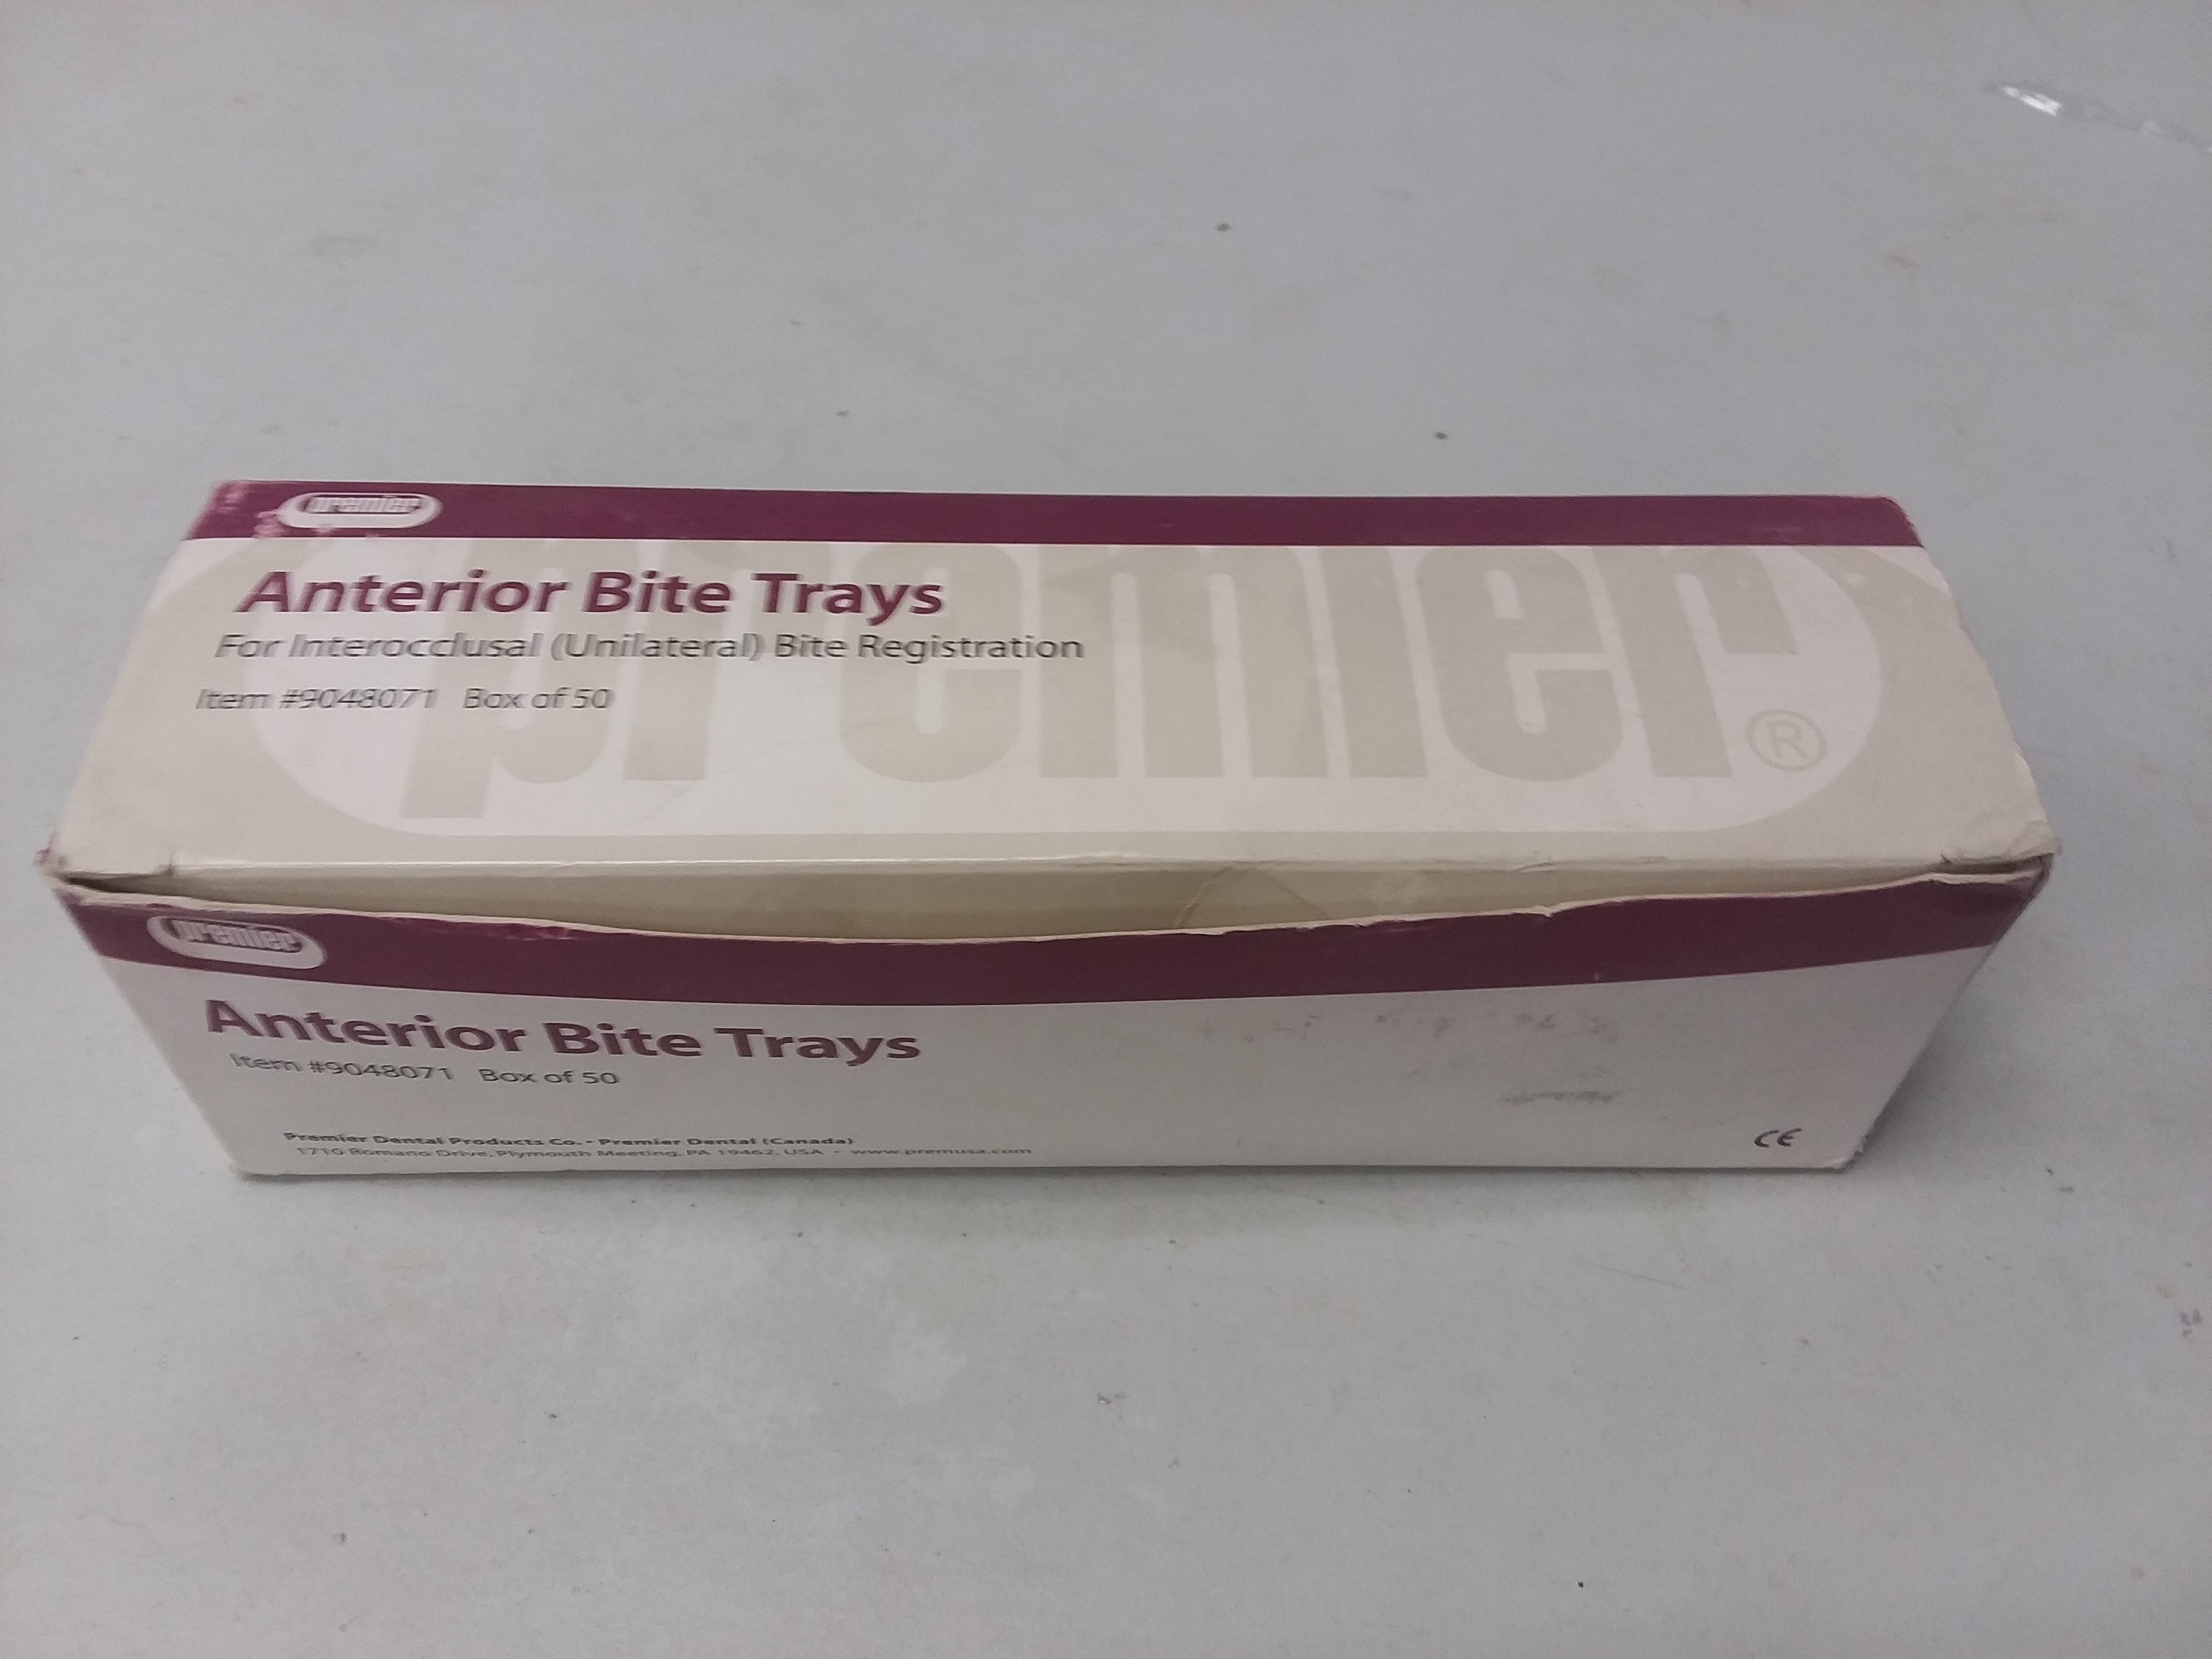 premier
premier®
Anterior Bite Trays
For Interocclusal (Unilateral) Bite Registration
Item #9048071 Box of 50
premier
Anterior Bite Trays
Item #9048071 Box of 50
Premier Dental Products Co. • Premier Dental (Canada)
1710 Romano Drive, Plymouth Meeting, PA 19462, USA • www.premusa.com
CE